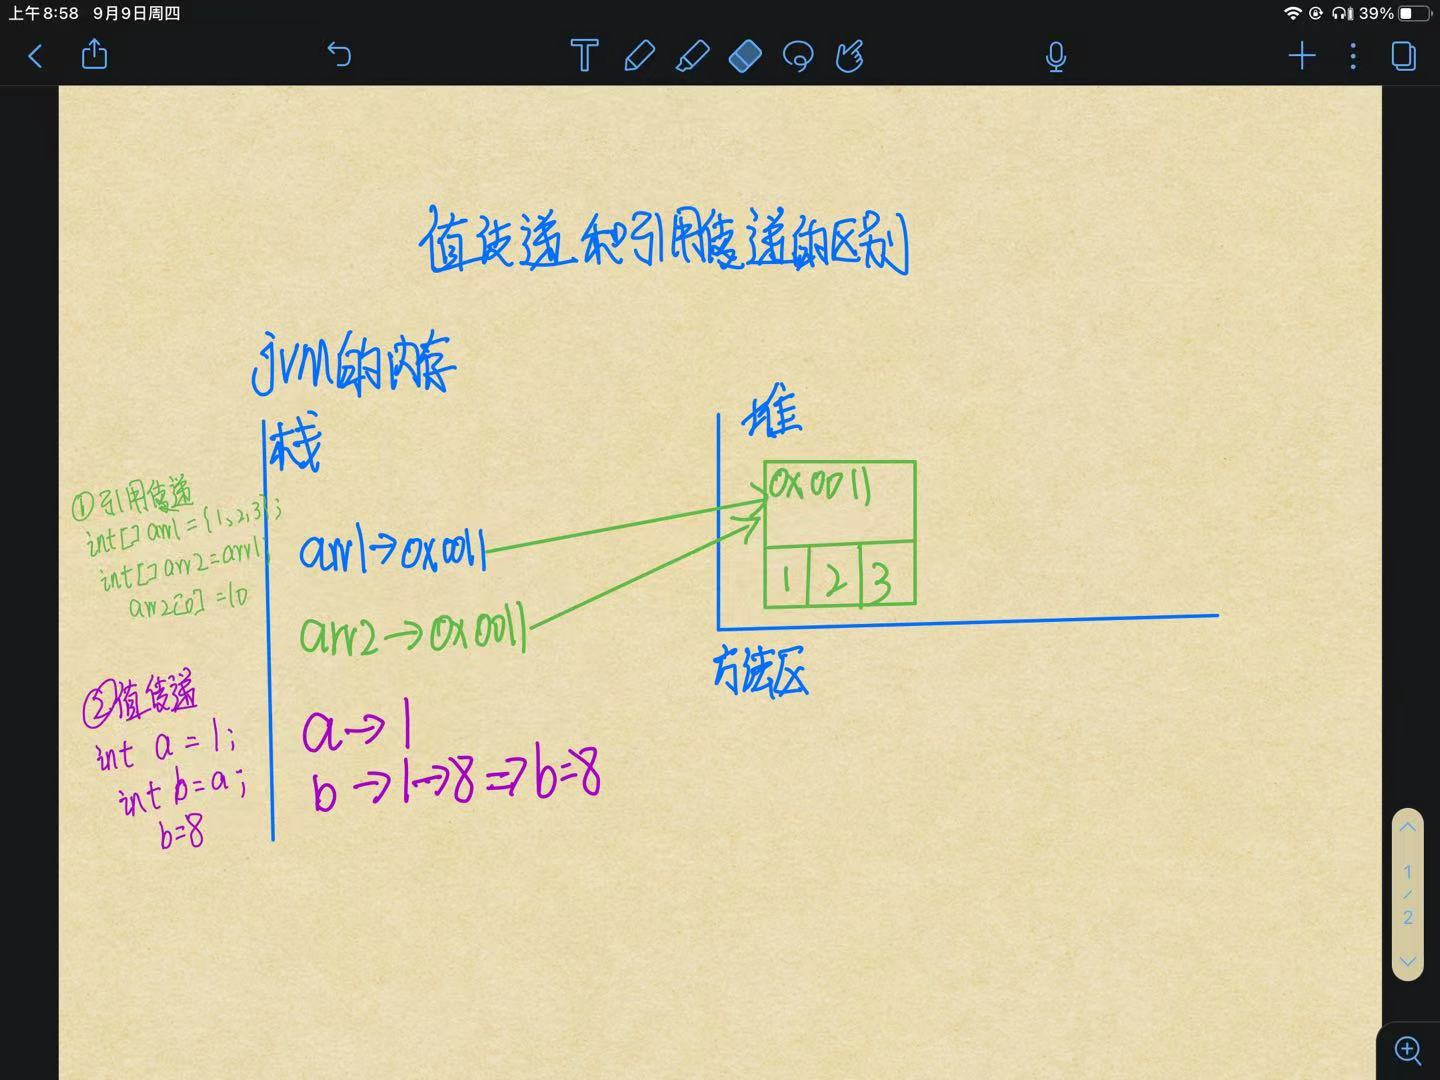 上午8:58 9月9日周四
39%
值传递和引用传递的区别
jvm的内存
栈
堆
①引用传递
int[] arr1={1,2,3};
int[] arr2=arr1;
arr2[0]=10
arr1→0x0011
arr2→0x0011
0x0011
1 2 3
方法区
②值传递
int a=1;
int b=a;
b=8
a→1
b→1→8⇒b=8
1
/
2